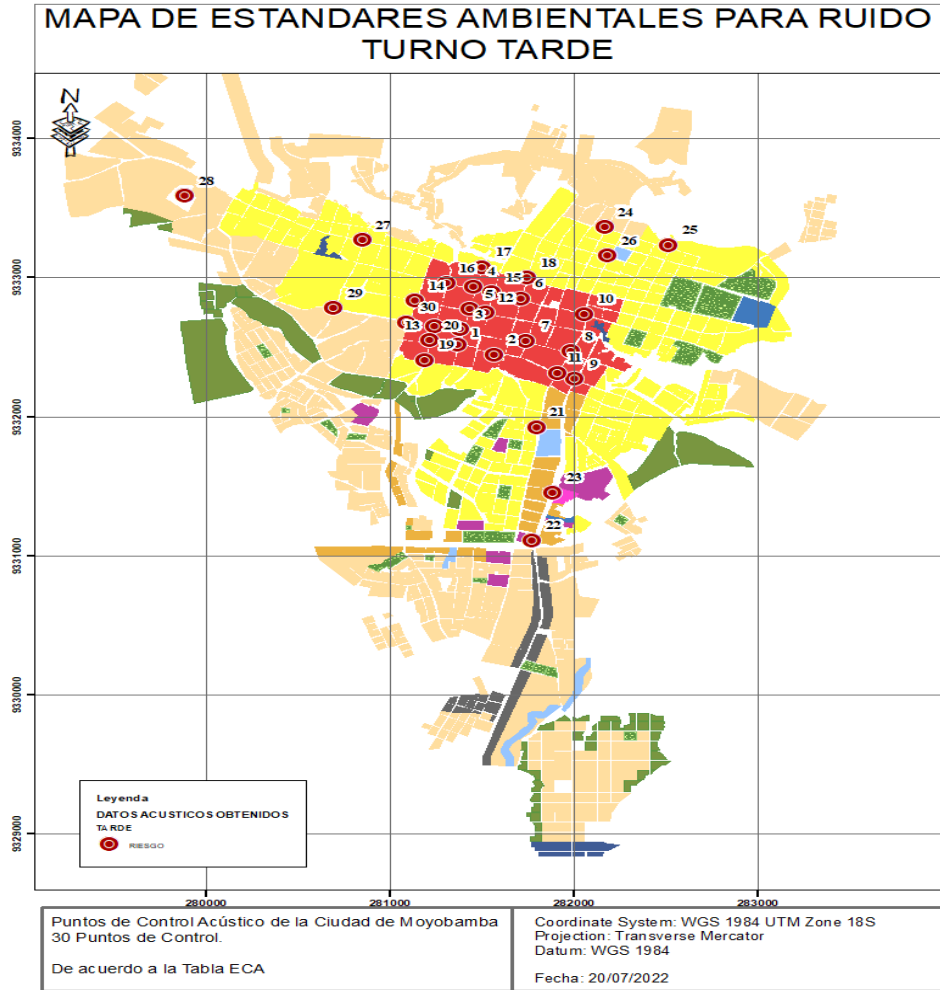 MAPA DE ESTANDARES AMBIENTALES PARA RUIDO
TURNO TARDE
N
9334000
9333000
9332000
9331000
9330000
9329000
28
27
24
25
26
17
18
16
4
15
6
14
5
12
10
29
30
3
13
20
1
7
8
2
19
11
9
21
23
22
Leyenda
DATOS ACUSTICOS OBTENIDOS
TARDE
RIESGO
280000
281000
282000
283000
Puntos de Control Acústico de la Ciudad de Moyobamba
30 Puntos de Control.
De acuerdo a la Tabla ECA
Coordinate System: WGS 1984 UTM Zone 18S
Projection: Transverse Mercator
Datum: WGS 1984
Fecha: 20/07/2022